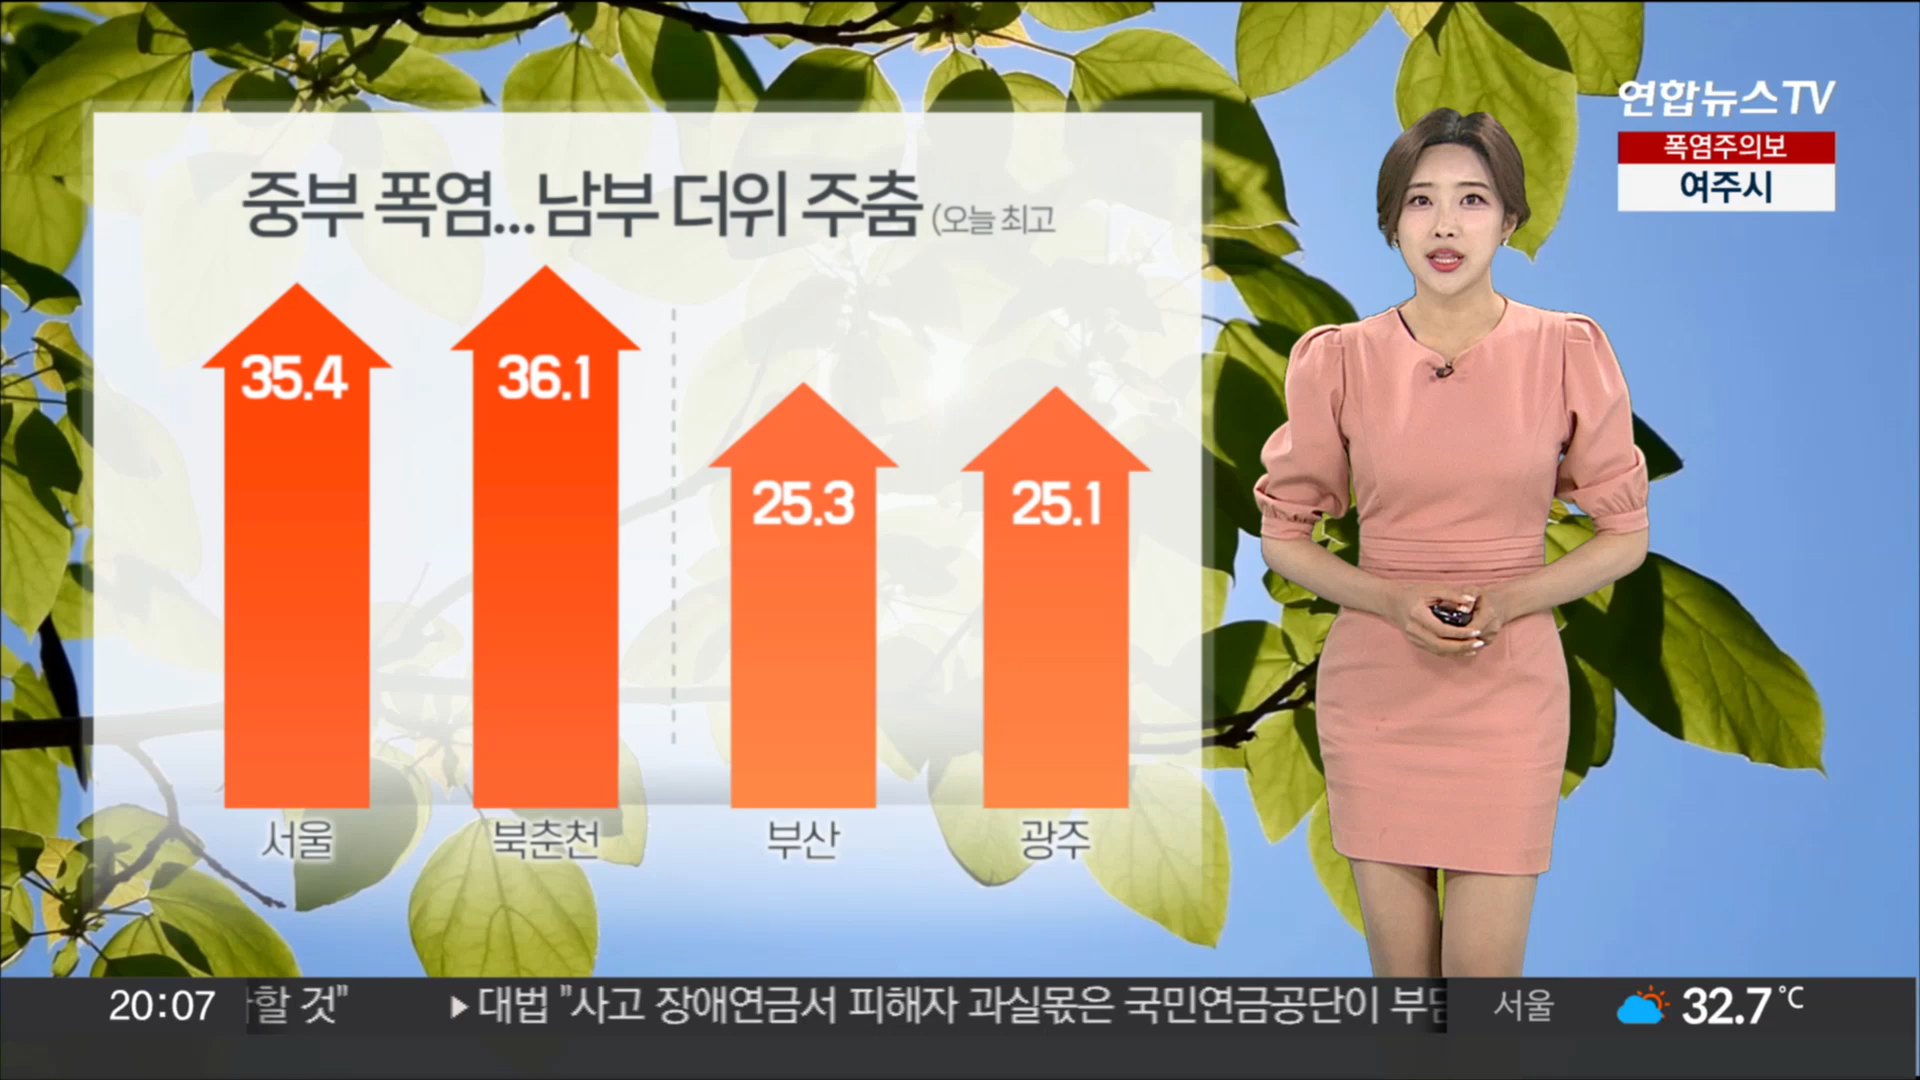 연합뉴스TV
폭염주의보
여주시
중부 폭염... 남부 더위 주춤 (오늘 최고
35.4
36.1
25.3
25.1
서울
북춘천
부산
광주
20:07
할 것"
▶대법 "사고 장애연금서 피해자 과실몫은 국민연금공단이 부담
서울
32.7℃